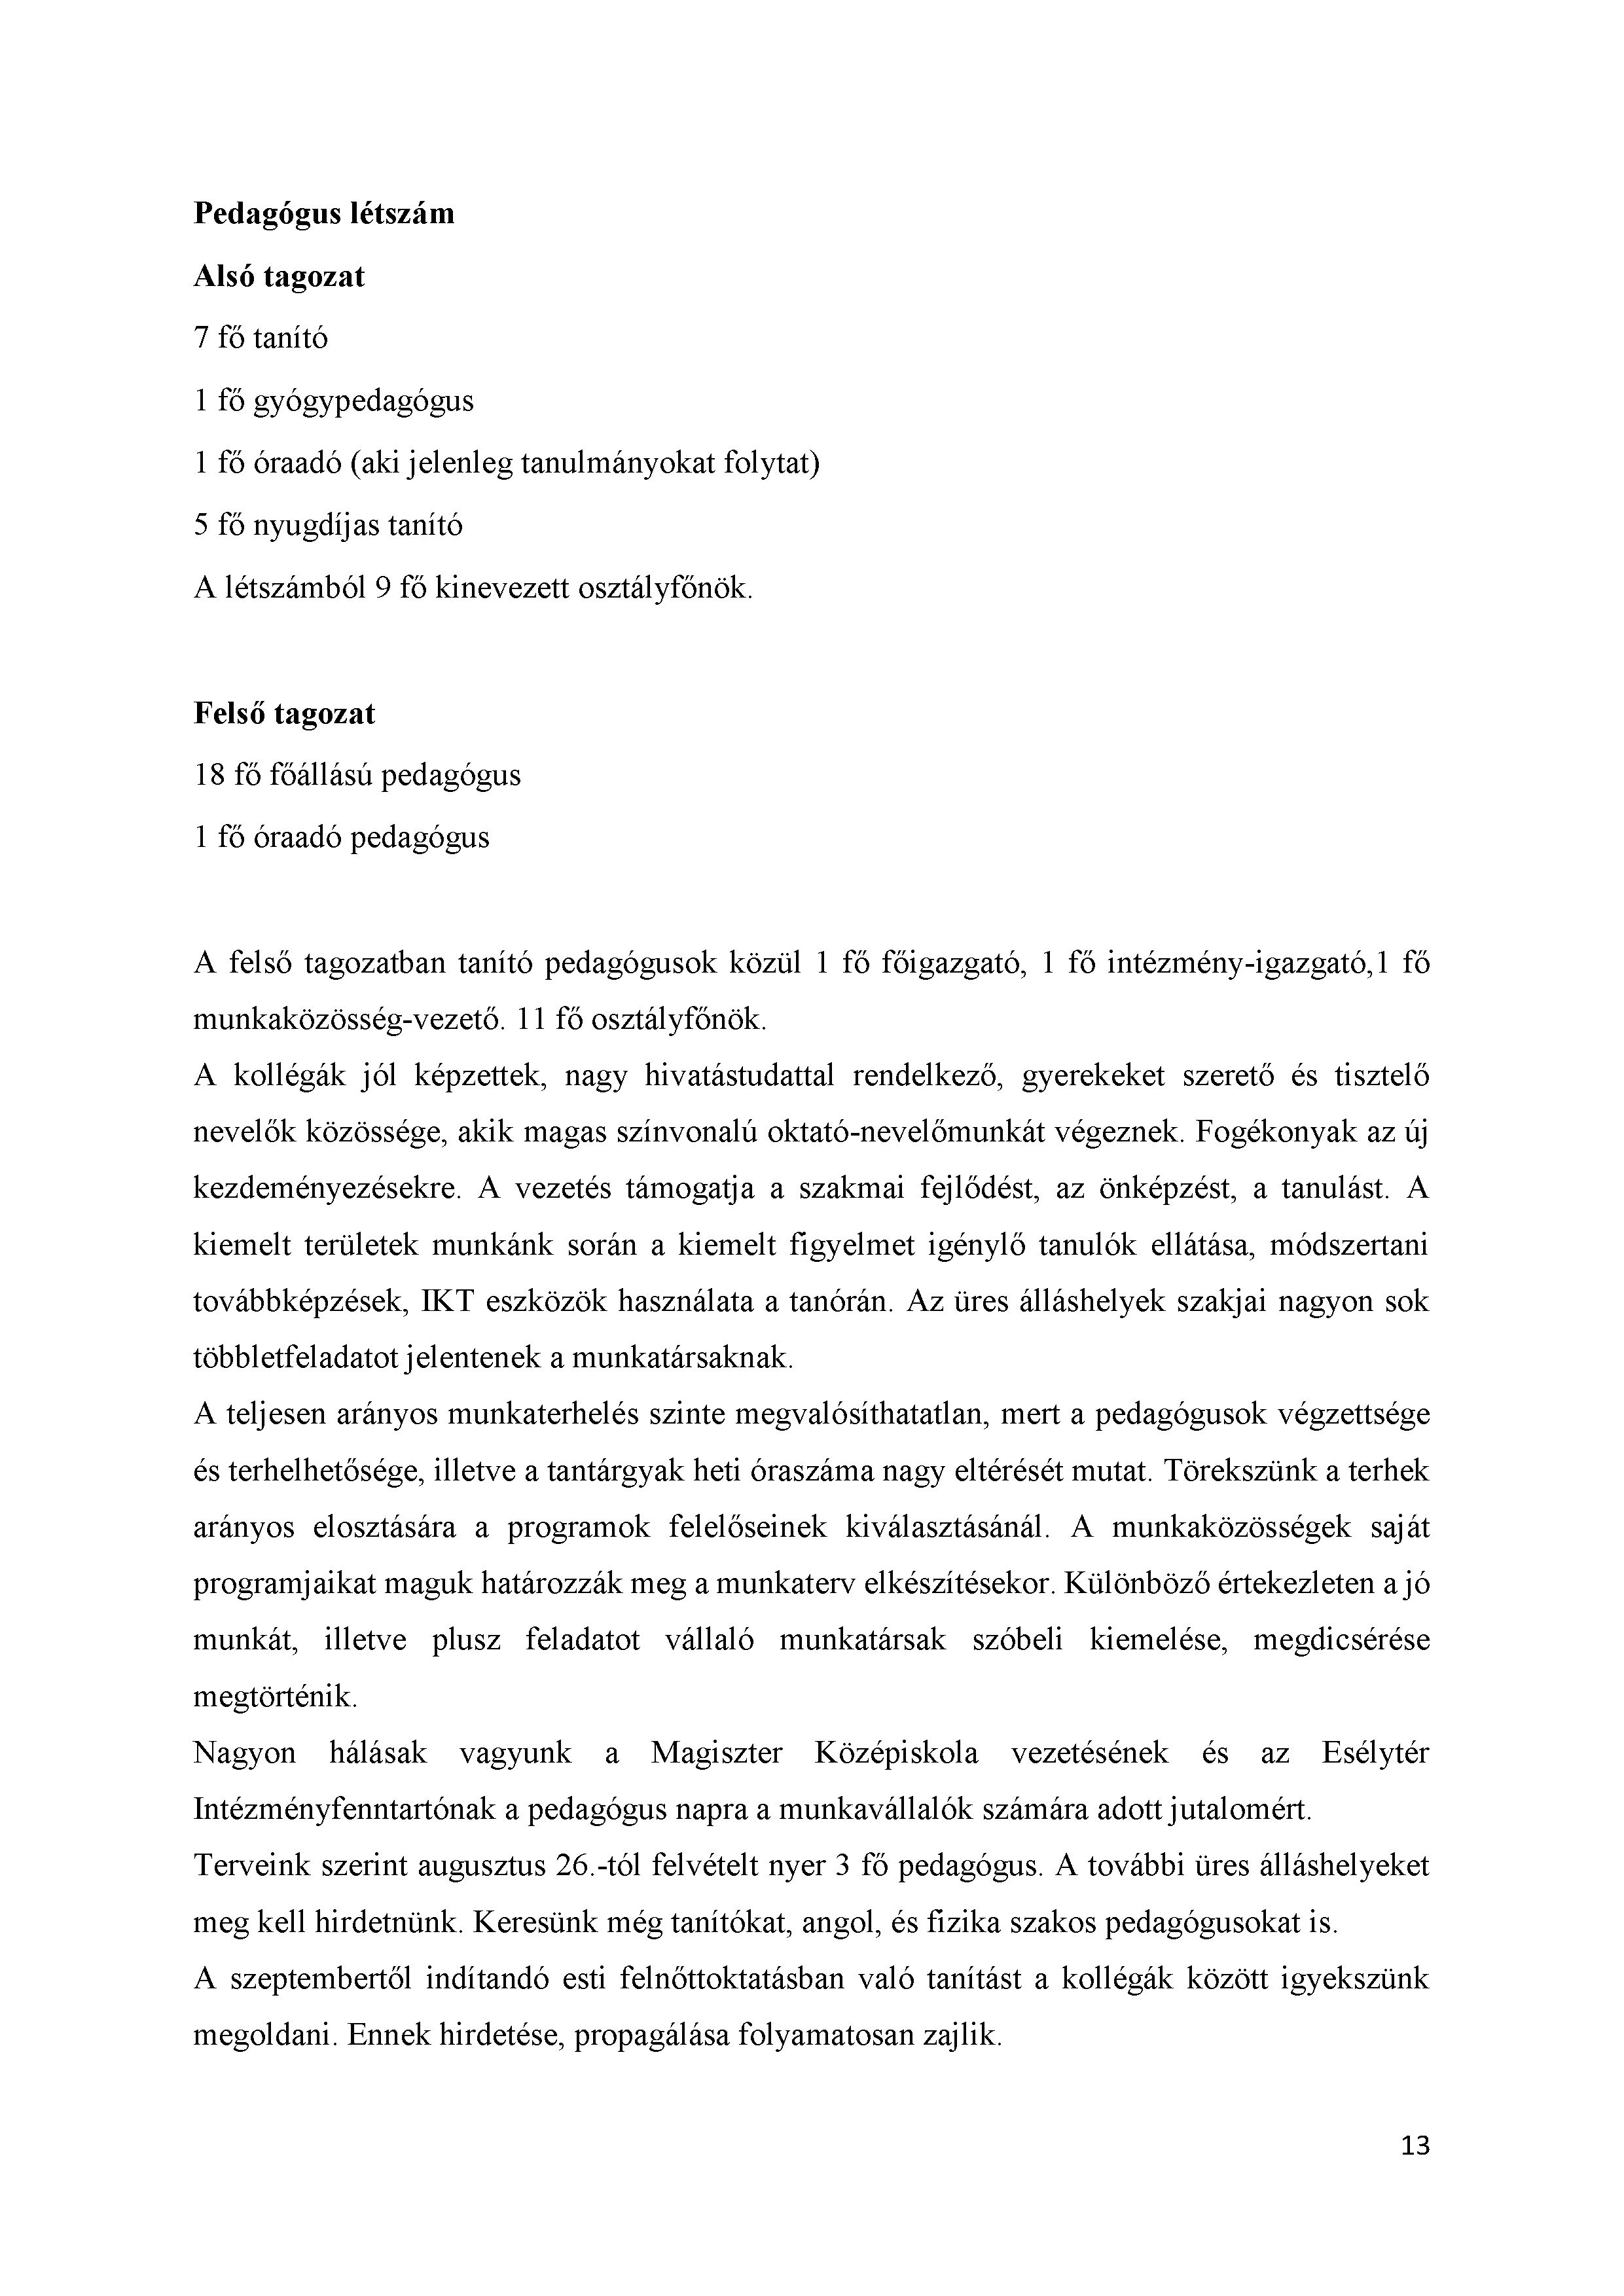 Pedagógus létszám
Alsó tagozat
7 fő tanító
1 fő gyógypedagógus
1 fő óraadó (aki jelenleg tanulmányokat folytat)
5 fő nyugdíjas tanító
A létszámból 9 fő kinevezett osztályfőnök.
Felső tagozat
18 fő főállású pedagógus
1 fő óraadó pedagógus
A felső tagozatban tanító pedagógusok közül 1 fő főigazgató, 1 fő intézmény-igazgató,1 fő
munkaközösség-vezető. 11 fő osztályfőnök.
A kollégák jól képzettek, nagy hivatástudattal rendelkező, gyerekeket szerető és tisztelő
nevelők közössége, akik magas színvonalú oktató-nevelőmunkát végeznek. Fogékonyak az új
kezdeményezésekre. A vezetés támogatja a szakmai fejlődést, az önképzést, a tanulást. A
kiemelt területek munkánk során a kiemelt figyelmet igénylő tanulók ellátása, módszertani
továbbképzések, IKT eszközök használata a tanórán. Az üres álláshelyek szakjai nagyon sok
többletfeladatot jelentenek a munkatársaknak.
A teljesen arányos munkaterhelés szinte megvalósíthatatlan, mert a pedagógusok végzettsége
és terhelhetősége, illetve a tantárgyak heti óraszáma nagy eltérését mutat. Törekszünk a terhek
arányos elosztására a programok felelőseinek kiválasztásánál. A munkaközösségek saját
programjaikat maguk határozzák meg a munkaterv elkészítésekor. Különböző értekezleten a jó
munkát, illetve plusz feladatot vállaló munkatársak szóbeli kiemelése, megdicsérése
megtörténik.
Nagyon hálásak vagyunk a Magiszter Középiskola vezetésének és az Esélytér
Intézményfenntartónak a pedagógus napra a munkavállalók számára adott jutalomért.
Terveink szerint augusztus 26.-tól felvételt nyer 3 fő pedagógus. A további üres álláshelyeket
meg kell hirdetnünk. Keresünk még tanítókat, angol, és fizika szakos pedagógusokat is.
A szeptembertől indítandó esti felnőttoktatásban való tanítást a kollégák között igyekszünk
megoldani. Ennek hirdetése, propagálása folyamatosan zajlik.
13